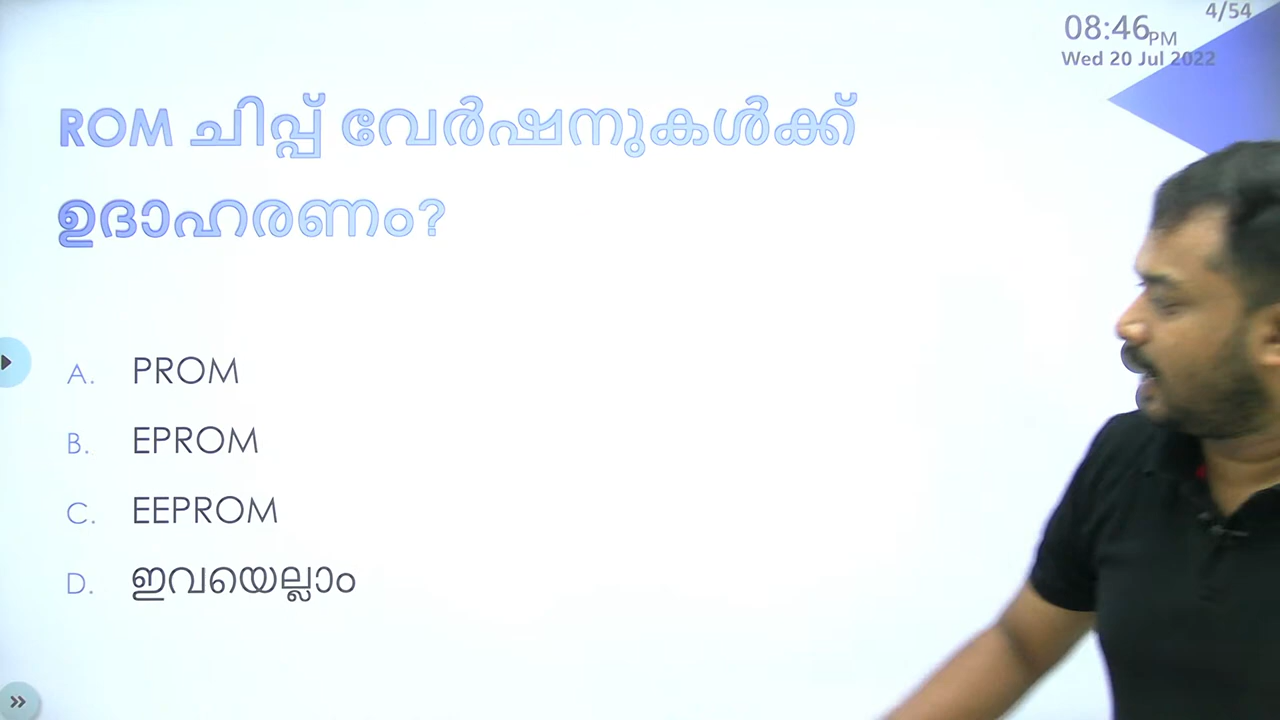 4/54
08:46PM
Wed 20 Jul 2022
ROM ചിപ്പ് വേർഷനുകൾക്ക്
ഉദാഹരണം?
A. PROM
B. EPROM
C. EEPROM
D. ഇവയെല്ലാം